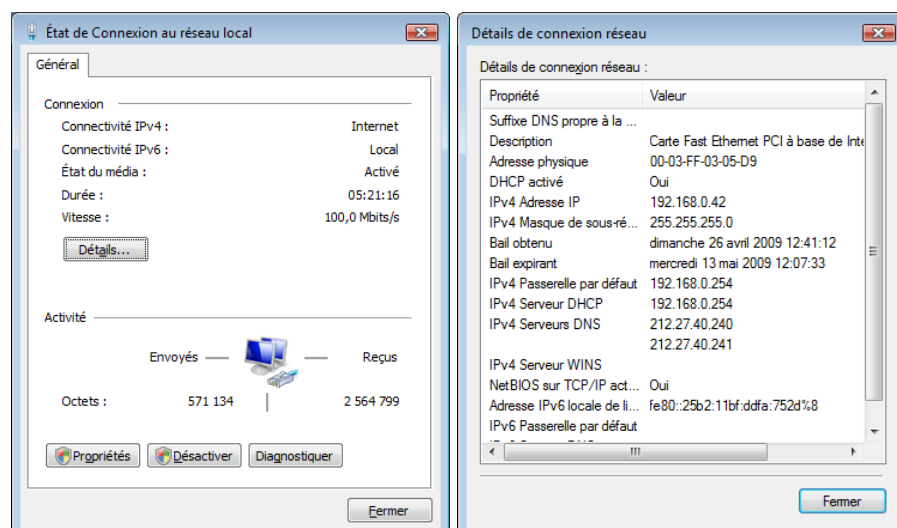 État de Connexion au réseau local
Général
Connexion
Connectivité IPv4 : Internet
Connectivité IPv6 : Local
État du média : Activé
Durée : 05:21:16
Vitesse : 100,0 Mbits/s
Détails...
Activité
Envoyés Reçus
Octets : 571 134 2 564 799
Propriétés Désactiver Diagnostiquer
Fermer
Détails de connexion réseau
Détails de connexion réseau :
Propriété Valeur
Suffixe DNS propre à la ...
Description Carte Fast Ethernet PCI à base de Inte
Adresse physique 00-03-FF-03-05-D9
DHCP activé Oui
IPv4 Adresse IP 192.168.0.42
IPv4 Masque de sous-ré... 255.255.255.0
Bail obtenu dimanche 26 avril 2009 12:41:12
Bail expirant mercredi 13 mai 2009 12:07:33
IPv4 Passerelle par défaut 192.168.0.254
IPv4 Serveur DHCP 192.168.0.254
IPv4 Serveurs DNS 212.27.40.240
212.27.40.241
IPv4 Serveur WINS
NetBIOS sur TCP/IP act... Oui
Adresse IPv6 locale de li... fe80::25b2:11bf:ddfa:752d%8
IPv6 Passerelle par défaut
Fermer